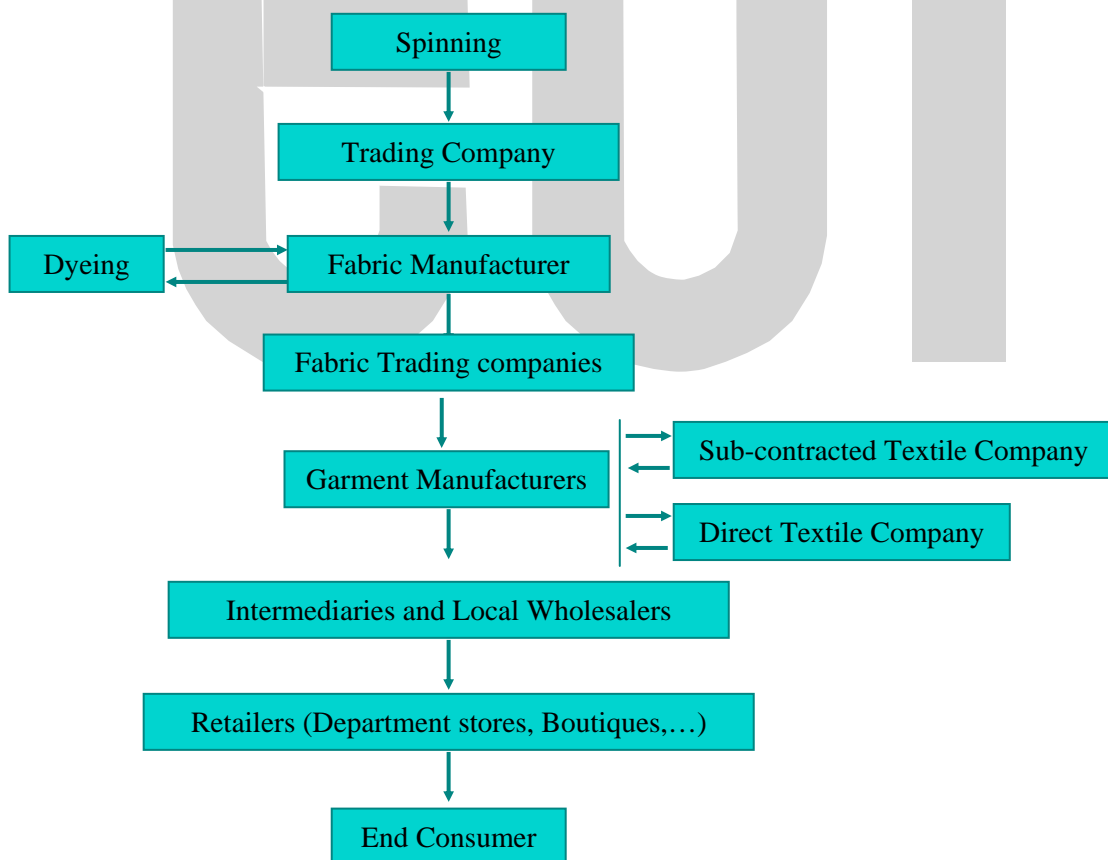 Spinning
Trading Company
Dyeing
Fabric Manufacturer
Fabric Trading companies
Garment Manufacturers
Sub-contracted Textile Company
Direct Textile Company
Intermediaries and Local Wholesalers
Retailers (Department stores, Boutiques,…)
End Consumer